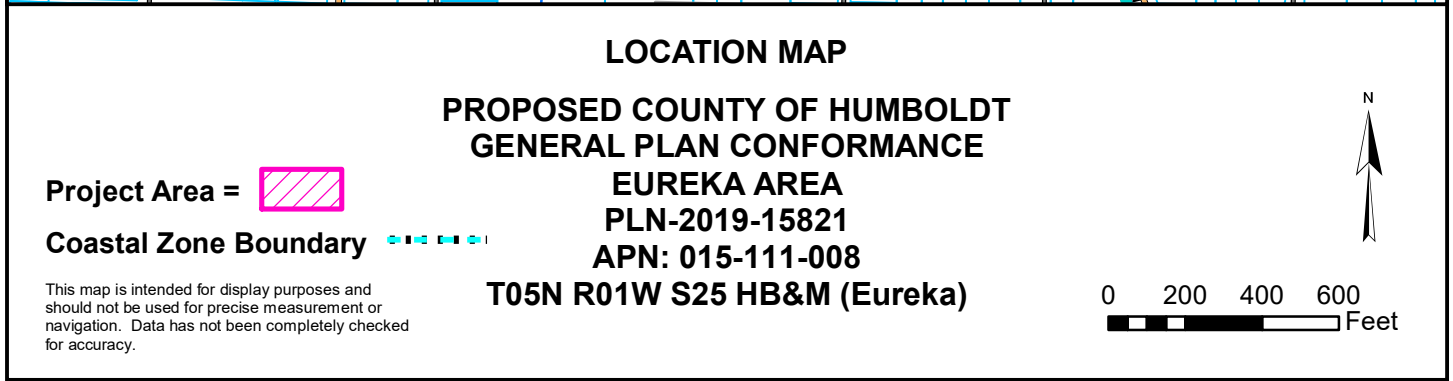 LOCATION MAP
PROPOSED COUNTY OF HUMBOLDT
GENERAL PLAN CONFORMANCE
EUREKA AREA
PLN-2019-15821
APN: 015-111-008
T05N R01W S25 HB&M (Eureka)
Project Area =
Coastal Zone Boundary
This map is intended for display purposes and
should not be used for precise measurement or
navigation. Data has not been completely checked
for accuracy.
N
0 200 400 600
Feet